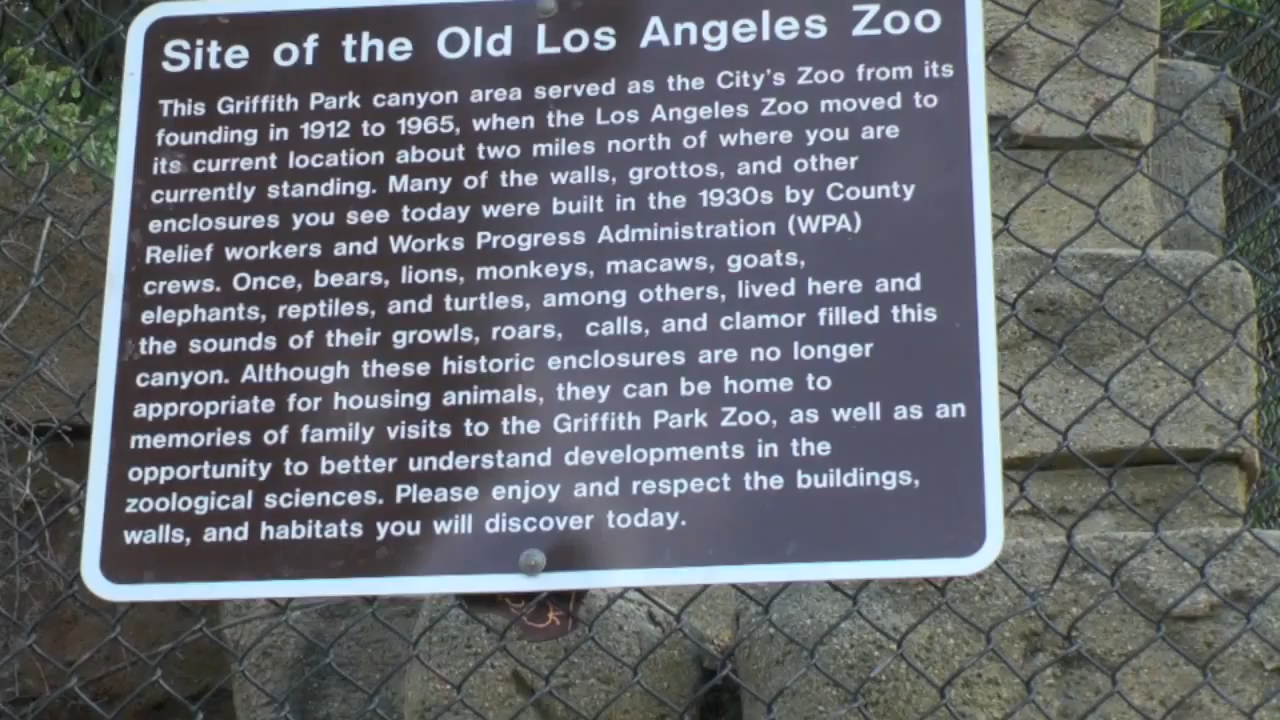 Site of the Old Los Angeles Zoo
This Griffith Park canyon area served as the City's Zoo from its
founding in 1912 to 1965, when the Los Angeles Zoo moved to
its current location about two miles north of where you are
currently standing. Many of the walls, grottos, and other
enclosures you see today were built in the 1930s by County
Relief workers and Works Progress Administration (WPA)
crews. Once, bears, lions, monkeys, macaws, goats,
elephants, reptiles, and turtles, among others, lived here and
the sounds of their growls, roars, calls, and clamor filled this
canyon. Although these historic enclosures are no longer
appropriate for housing animals, they can be home to
memories of family visits to the Griffith Park Zoo, as well as an
opportunity to better understand developments in the
zoological sciences. Please enjoy and respect the buildings,
walls, and habitats you will discover today.